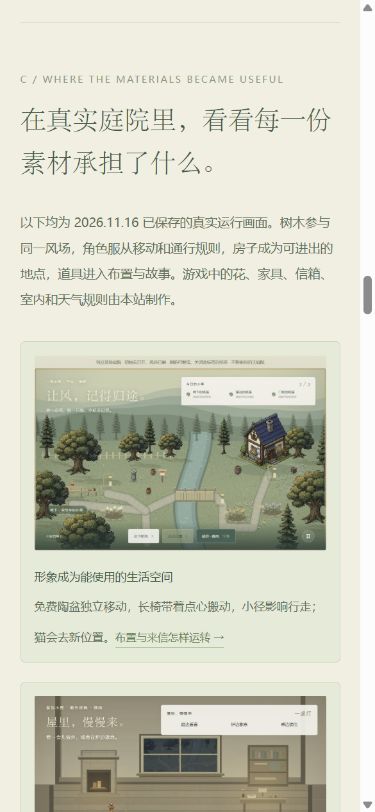 C / WHERE THE MATERIALS BECAME USEFUL
在真实庭院里，看看每一份
素材承担了什么。
以下均为 2026.11.16 已保存的真实运行画面。树木参与
同一风场，角色服从移动和通行规则，房子成为可进出的
地点，道具进入布置与故事。游戏中的花、家具、信箱、
室内和天气规则由本站制作。
让风，记得归途。
形象成为能使用的生活空间
免费陶盆独立移动，长椅带着点心搬动，小径影响行走；
猫会去新位置。布置与来信怎样运转 →
屋里，慢慢来。
一盏灯